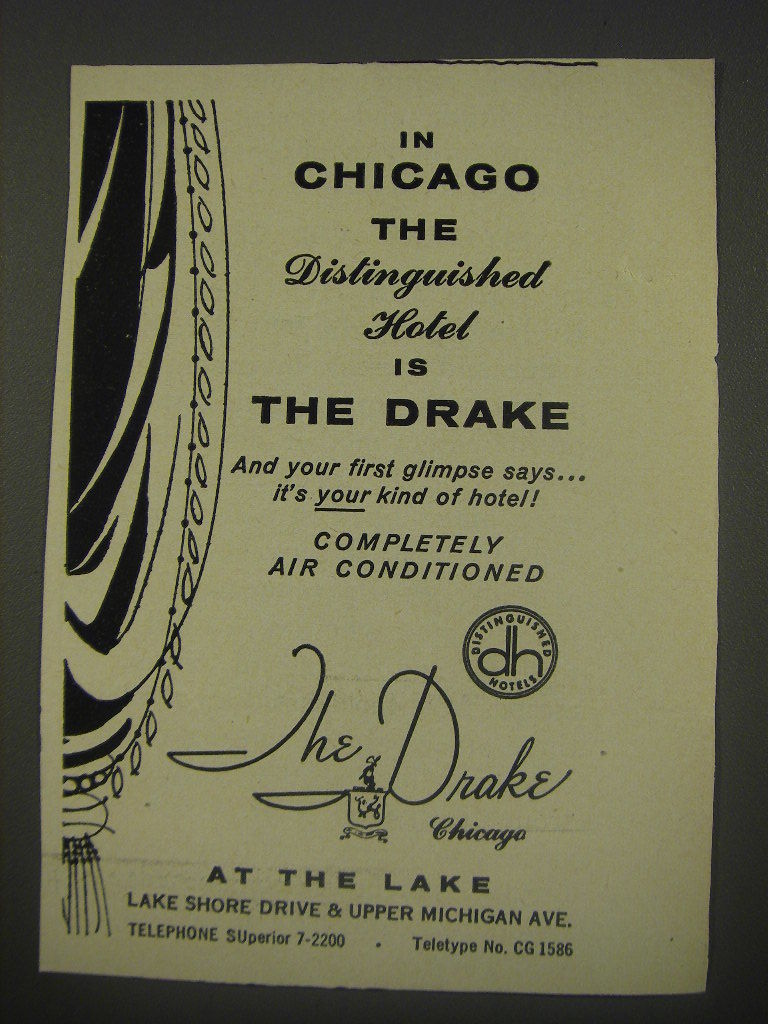 IN
CHICAGO
THE
Distinguished
Hotel
IS
THE DRAKE
And your first glimpse says...
it's your kind of hotel!
COMPLETELY
AIR CONDITIONED
DISTINGUISHED
dh
HOTELS
The Drake
Chicago
AT THE LAKE
LAKE SHORE DRIVE & UPPER MICHIGAN AVE.
TELEPHONE SUperior 7-2200 • Teletype No. CG 1586